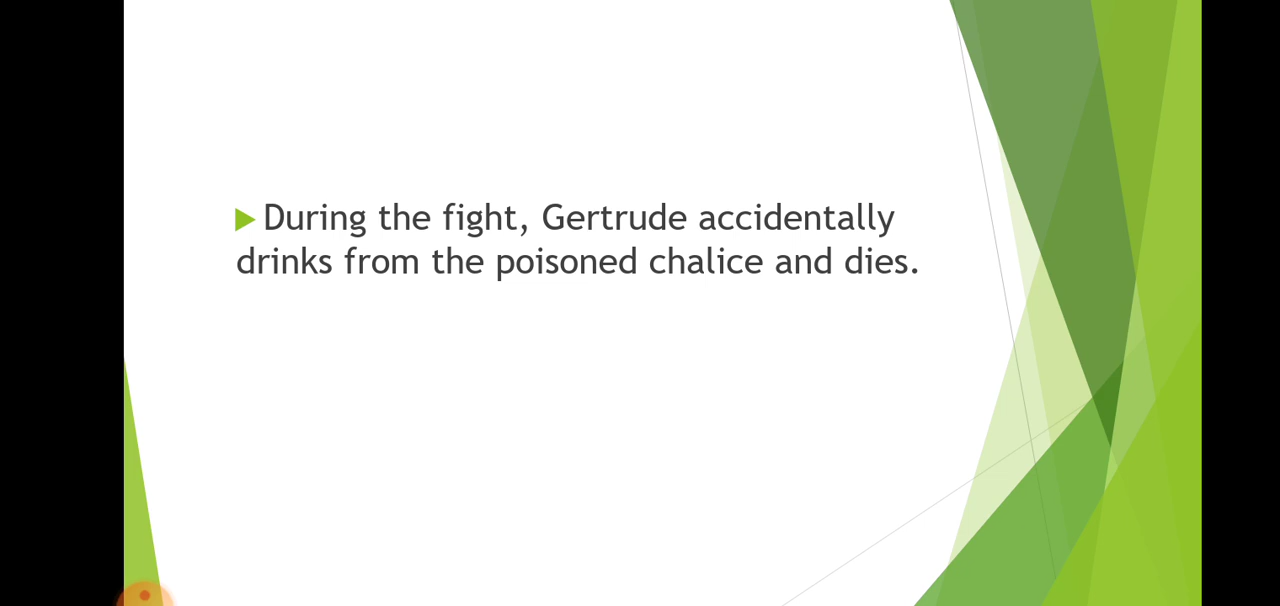 During the fight, Gertrude accidentally
drinks from the poisoned chalice and dies.